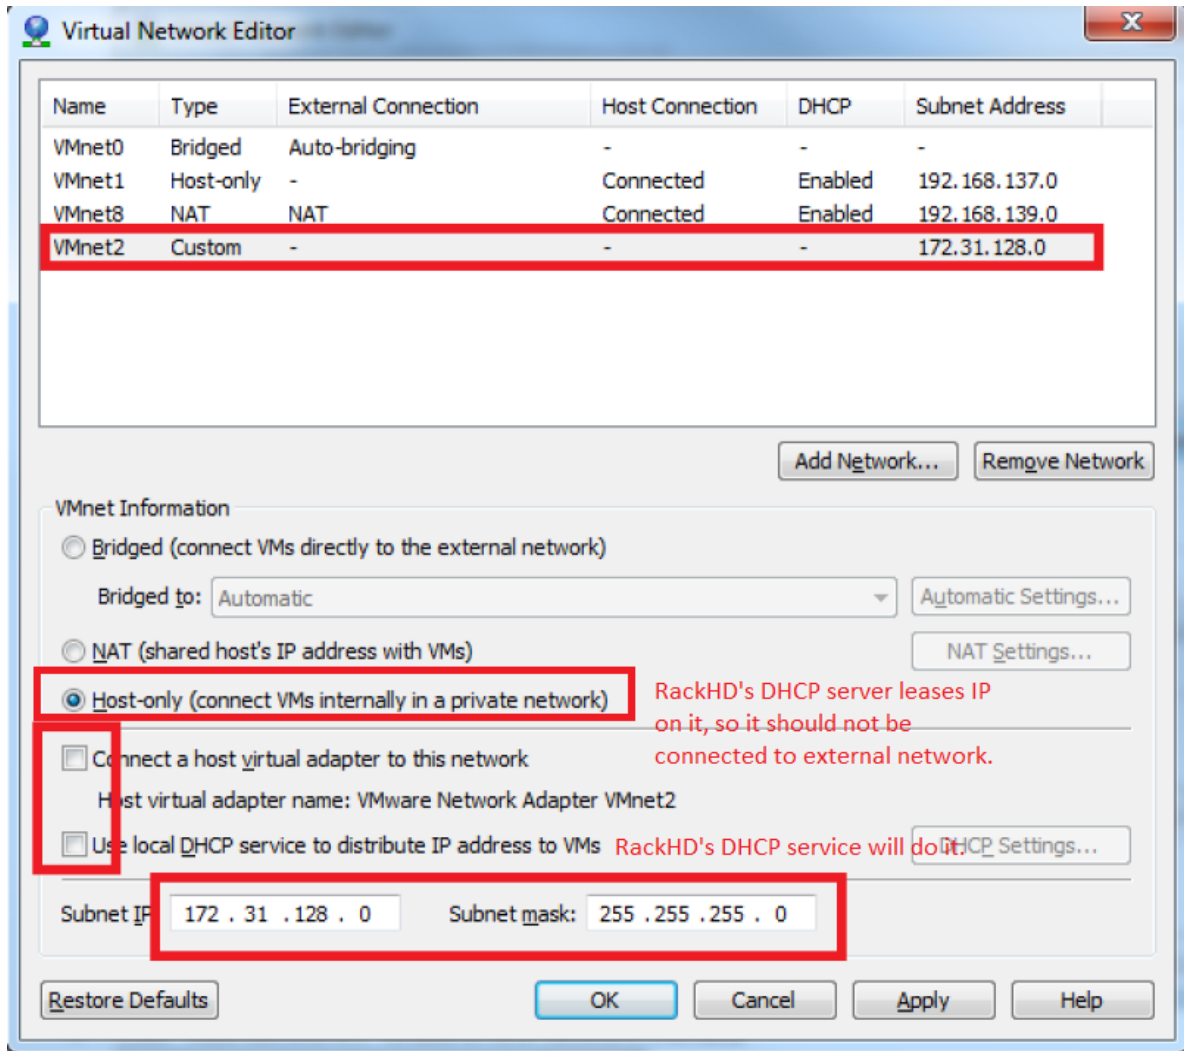 Virtual Network Editor
Name Type External Connection Host Connection DHCP Subnet Address
VMnet0 Bridged Auto-bridging - - -
VMnet1 Host-only - Connected Enabled 192.168.137.0
VMnet8 NAT NAT Connected Enabled 192.168.139.0
VMnet2 Custom - - - 172.31.128.0
Add Network... Remove Network
VMnet Information
Bridged (connect VMs directly to the external network)
Bridged to: Automatic Automatic Settings...
NAT (shared host's IP address with VMs) NAT Settings...
Host-only (connect VMs internally in a private network)
RackHD's DHCP server leases IP
on it, so it should not be
connected to external network.
Connect a host virtual adapter to this network
Host virtual adapter name: VMware Network Adapter VMnet2
Use local DHCP service to distribute IP address to VMs RackHD's DHCP service will do it. DHCP Settings...
Subnet IP 172 . 31 . 128 . 0 Subnet mask: 255 . 255 . 255 . 0
Restore Defaults OK Cancel Apply Help